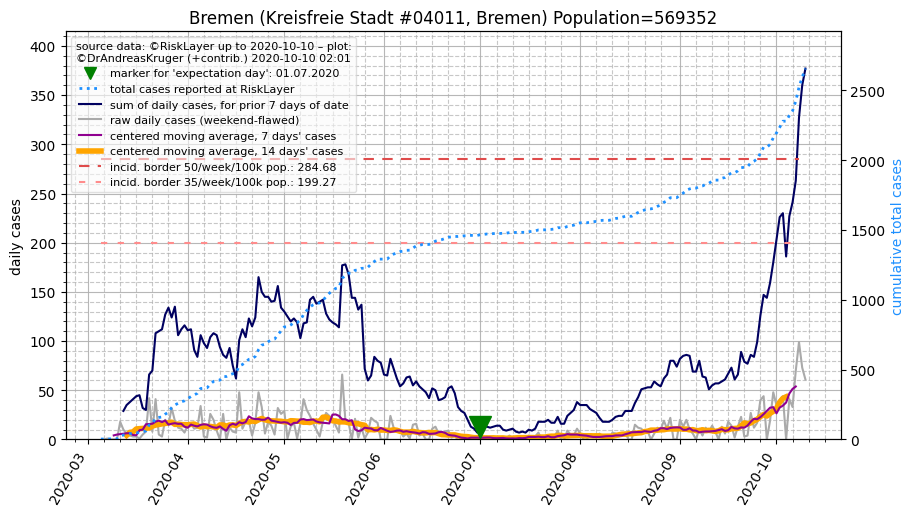 Bremen (Kreisfreie Stadt #04011, Bremen) Population=569352
source data: ©RiskLayer up to 2020-10-10 – plot:
©DrAndreasKruger (+contrib.) 2020-10-10 02:01
marker for 'expectation day': 01.07.2020
total cases reported at RiskLayer
sum of daily cases, for prior 7 days of date
raw daily cases (weekend-flawed)
centered moving average, 7 days' cases
centered moving average, 14 days' cases
incid. border 50/week/100k pop.: 284.68
incid. border 35/week/100k pop.: 199.27
daily cases
400
350
300
250
200
150
100
50
0
cumulative total cases
2500
2000
1500
1000
500
0
2020-03
2020-04
2020-05
2020-06
2020-07
2020-08
2020-09
2020-10